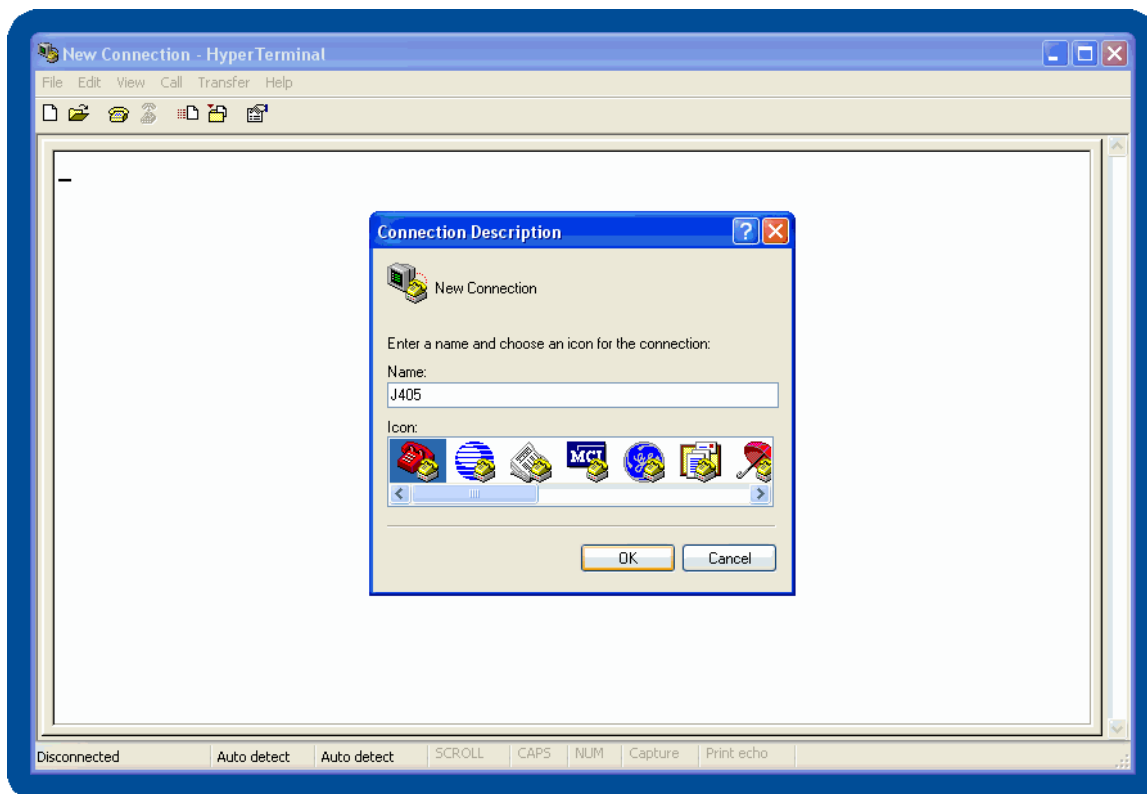 New Connection - HyperTerminal
File Edit View Call Transfer Help
Connection Description
New Connection
Enter a name and choose an icon for the connection:
Name:
J405
Icon:
MCI
OK Cancel
Disconnected Auto detect Auto detect SCROLL CAPS NUM Capture Print echo